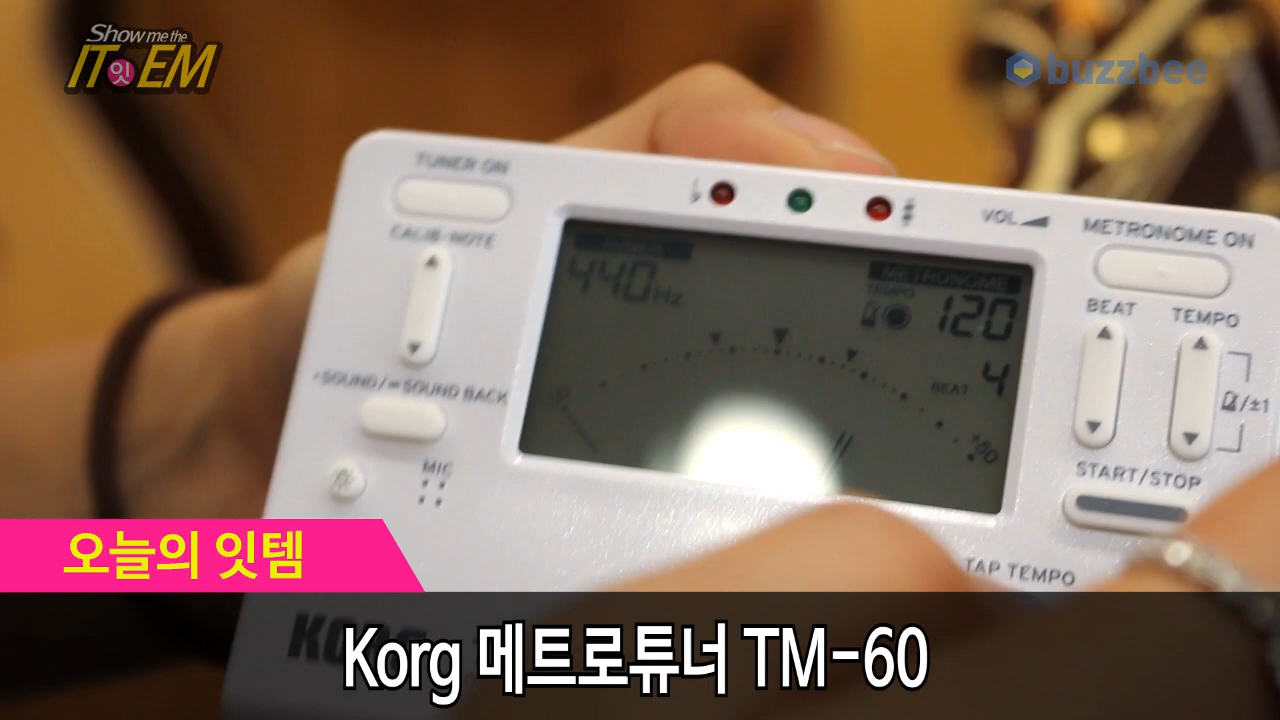 Show me the
IT잇EM
buzzbee
TUNER ON
CALIB/NOTE
SOUND/SOUND BACK
MIC
VOL
METRONOME ON
BEAT
TEMPO
/±1
START/STOP
TAP TEMPO
440Hz
METRONOME
TEMPO
120
BEAT
4
오늘의 잇템
KORG
Korg 메트로튜너 TM-60